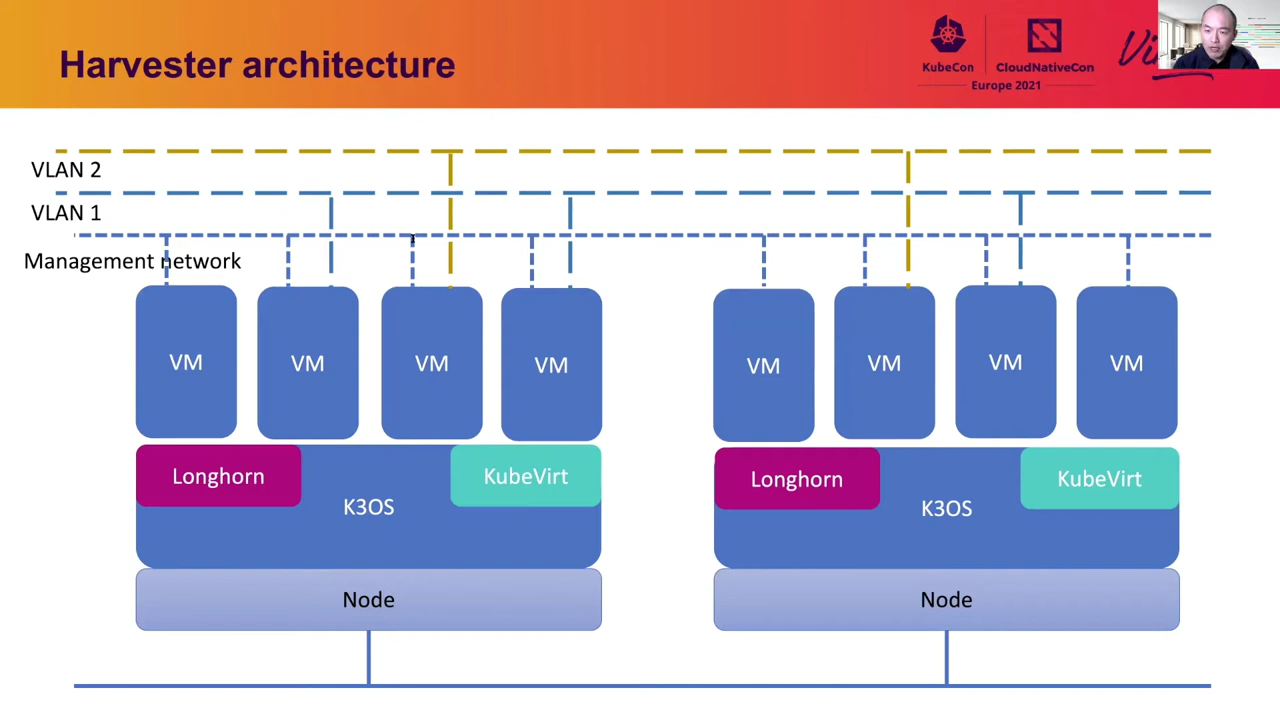 Harvester architecture
KubeCon
CloudNativeCon
Europe 2021
VLAN 2
VLAN 1
Management network
VM VM VM VM VM VM VM VM
Longhorn KubeVirt Longhorn KubeVirt
K3OS K3OS
Node Node